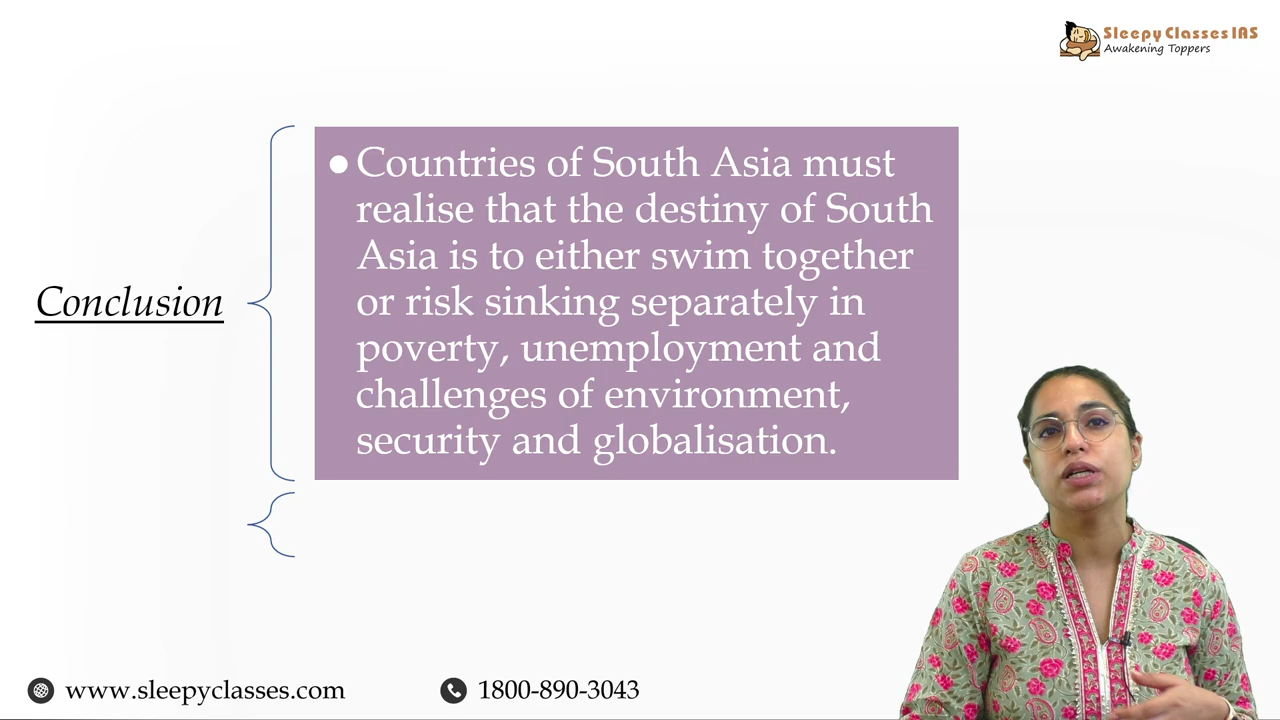 Sleepy Classes IAS
Awakening Toppers
● Countries of South Asia must
realise that the destiny of South
Asia is to either swim together
or risk sinking separately in
poverty, unemployment and
challenges of environment,
security and globalisation.
Conclusion
www.sleepyclasses.com
1800-890-3043